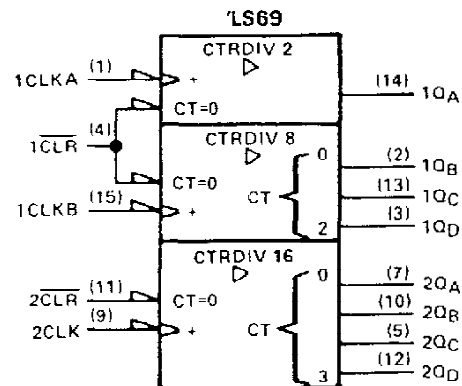 'LS69
CTRDIV 2
1CLKA (1) +
(14) 1QA
CT=0
1CLR (4)
CTRDIV 8
0
(2) 1QB
CT=0
CT
(13) 1QC
1CLKB (15) +
2
(3) 1QD
CTRDIV 16
0
(7) 2QA
2CLR (11) CT=0
(10) 2QB
2CLK (9) +
CT
(5) 2QC
3
(12) 2QD